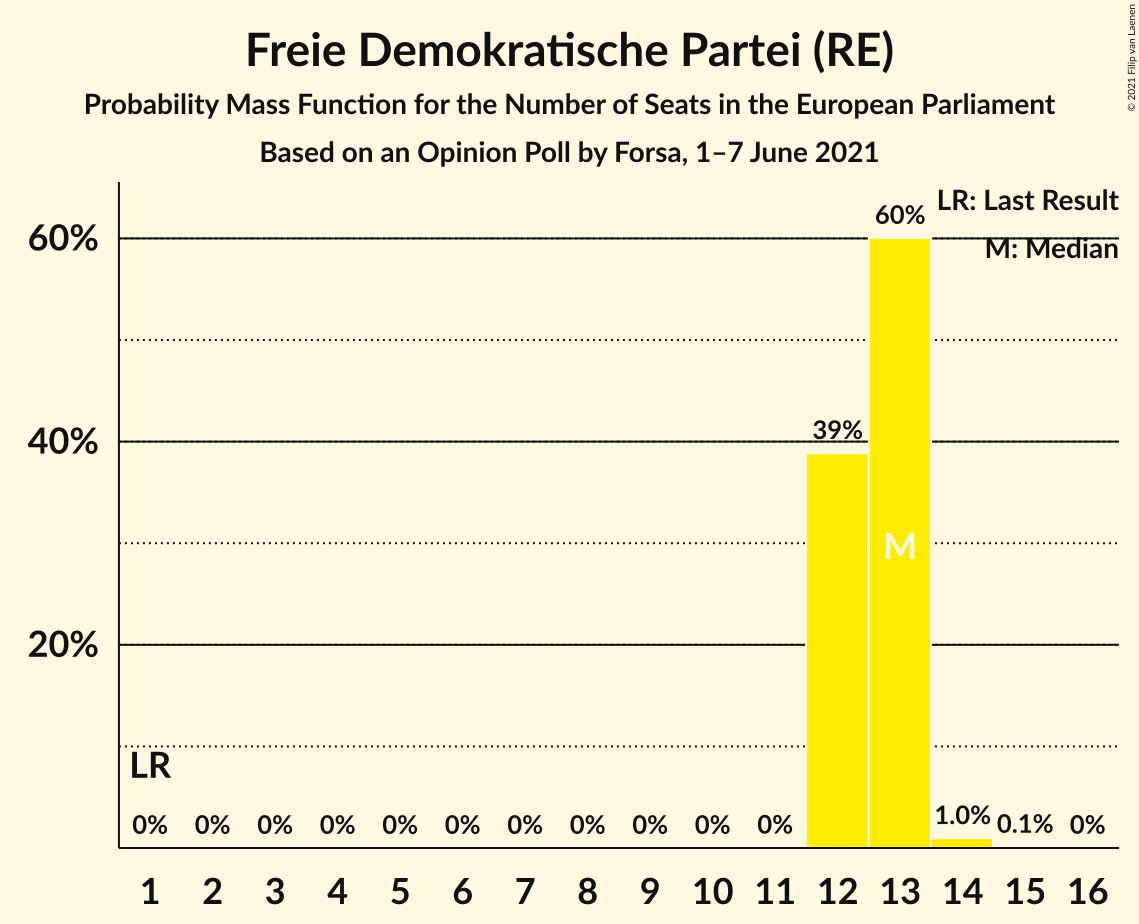 Freie Demokratische Partei (RE)
Probability Mass Function for the Number of Seats in the European Parliament
Based on an Opinion Poll by Forsa, 1–7 June 2021
© 2021 Filip van Laenen
LR: Last Result
M: Median
60%
40%
20%
60%
39%
M
LR
0% 0% 0% 0% 0% 0% 0% 0% 0% 0% 0% 1.0% 0.1% 0%
1 2 3 4 5 6 7 8 9 10 11 12 13 14 15 16